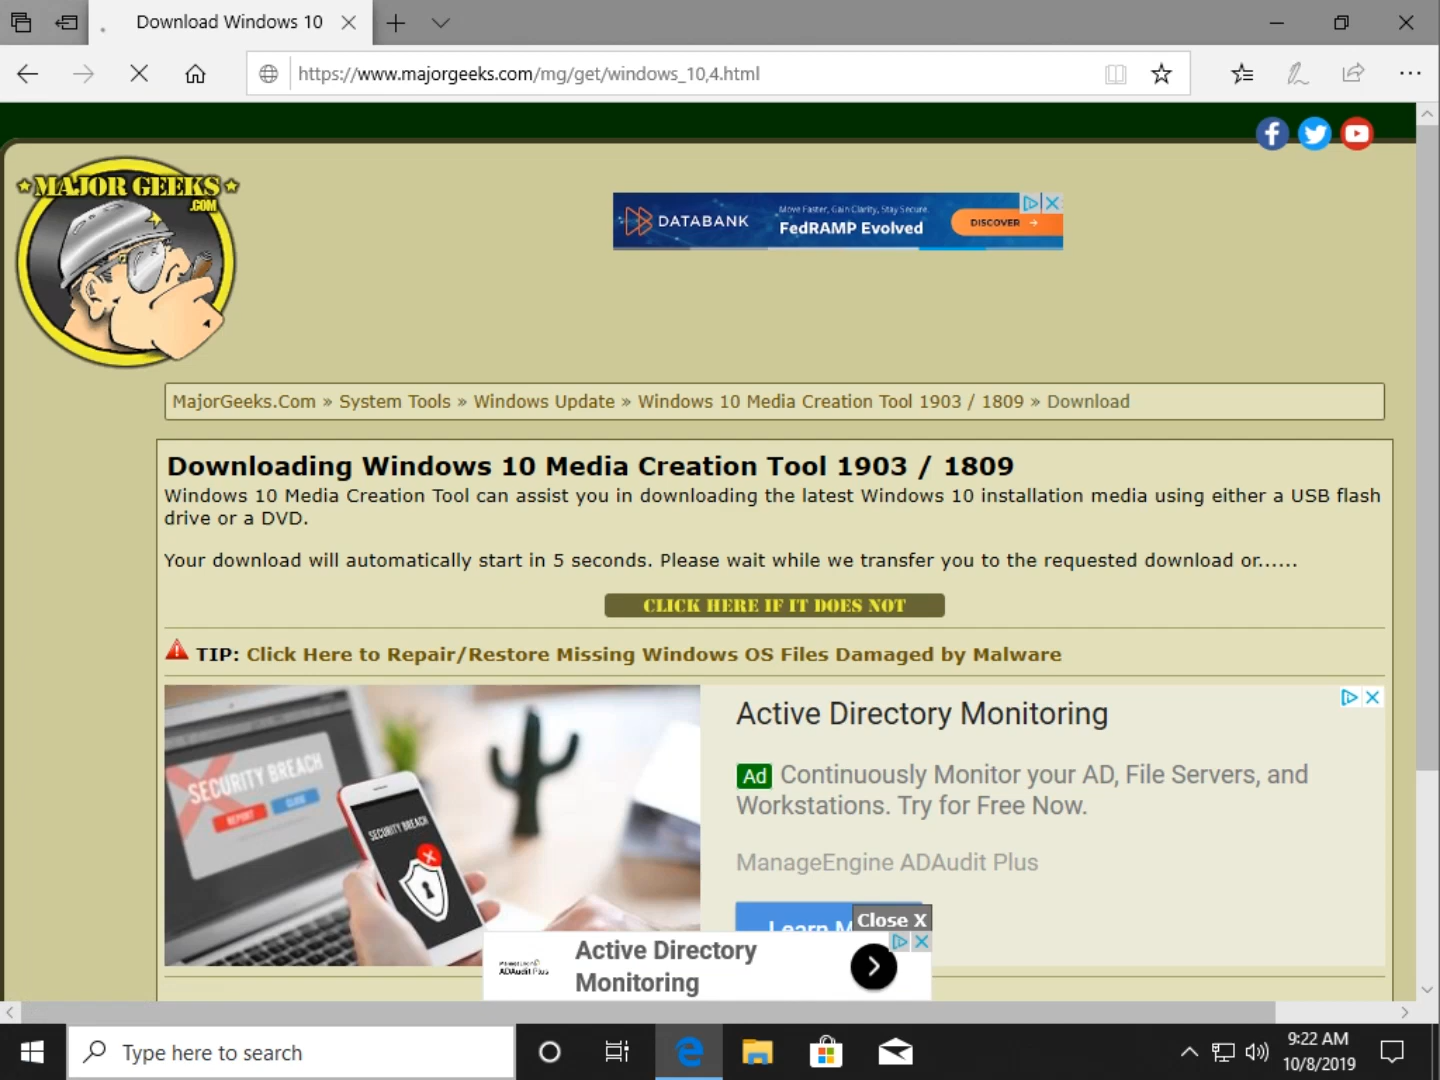 Download Windows 10
https://www.majorgeeks.com/mg/get/windows_10,4.html
MAJOR GEEKS
.COM
DATABANK
Move Faster, Gain Clarity, Stay Secure.
FedRAMP Evolved
DISCOVER →
MajorGeeks.Com » System Tools » Windows Update » Windows 10 Media Creation Tool 1903 / 1809 » Download
Downloading Windows 10 Media Creation Tool 1903 / 1809
Windows 10 Media Creation Tool can assist you in downloading the latest Windows 10 installation media using either a USB flash
drive or a DVD.
Your download will automatically start in 5 seconds. Please wait while we transfer you to the requested download or......
CLICK HERE IF IT DOES NOT
TIP: Click Here to Repair/Restore Missing Windows OS Files Damaged by Malware
SECURITY BREACH
REPORT
CLOSE
SECURITY BREACH
Active Directory Monitoring
Ad Continuously Monitor your AD, File Servers, and
Workstations. Try for Free Now.
ManageEngine ADAudit Plus
Learn M
Close X
ADAudit Plus
Active Directory
Monitoring
Type here to search
9:22 AM
10/8/2019